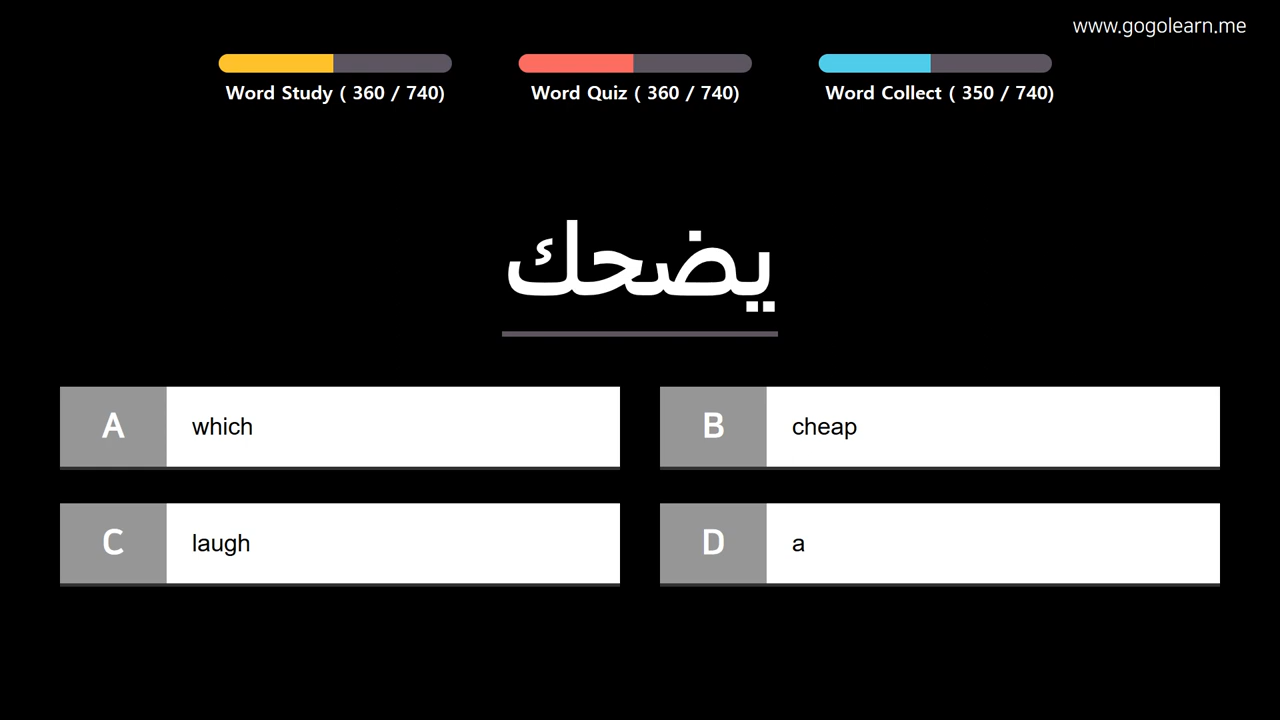 www.gogolearn.me
Word Study ( 360 / 740)
Word Quiz ( 360 / 740)
Word Collect ( 350 / 740)
يضحك
A which
B cheap
C laugh
D a